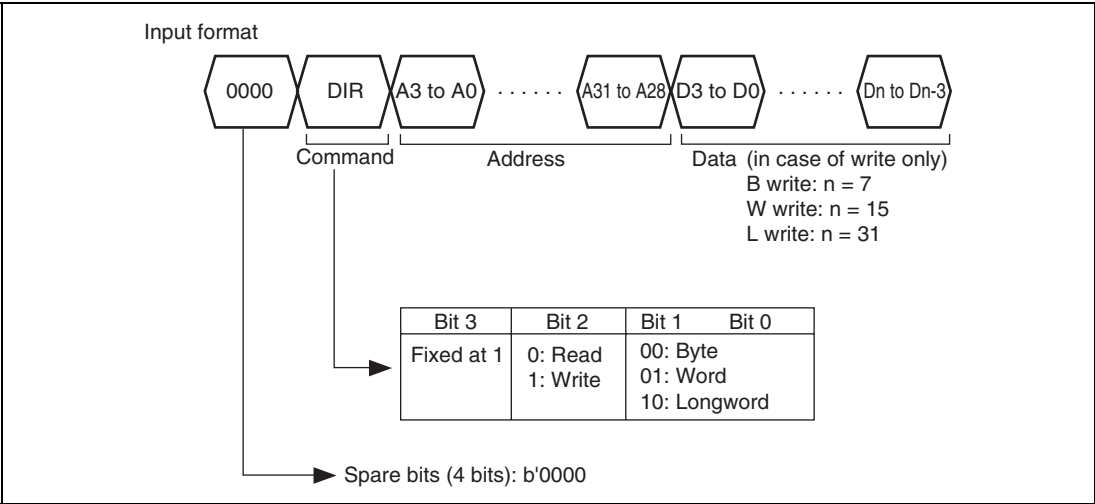 Input format
0000 DIR A3 to A0 · · · · · · A31 to A28 D3 to D0 · · · · · · Dn to Dn-3
Command Address Data (in case of write only)
B write: n = 7
W write: n = 15
L write: n = 31
Bit 3 Bit 2 Bit 1 Bit 0
Fixed at 1 0: Read 00: Byte
1: Write 01: Word
10: Longword
Spare bits (4 bits): b'0000